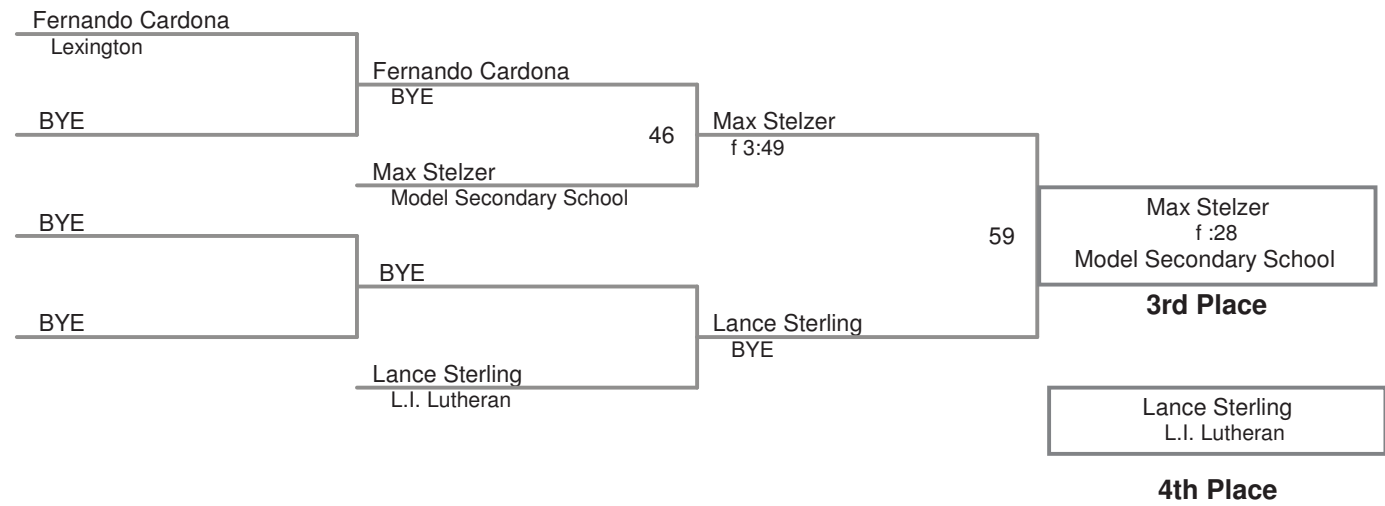 Fernando Cardona
Lexington
BYE
BYE
BYE
Fernando Cardona
BYE
46
Max Stelzer
Model Secondary School
BYE
Lance Sterling
L.I. Lutheran
Max Stelzer
f 3:49
59
Lance Sterling
BYE
Max Stelzer
f :28
Model Secondary School
3rd Place
Lance Sterling
L.I. Lutheran
4th Place